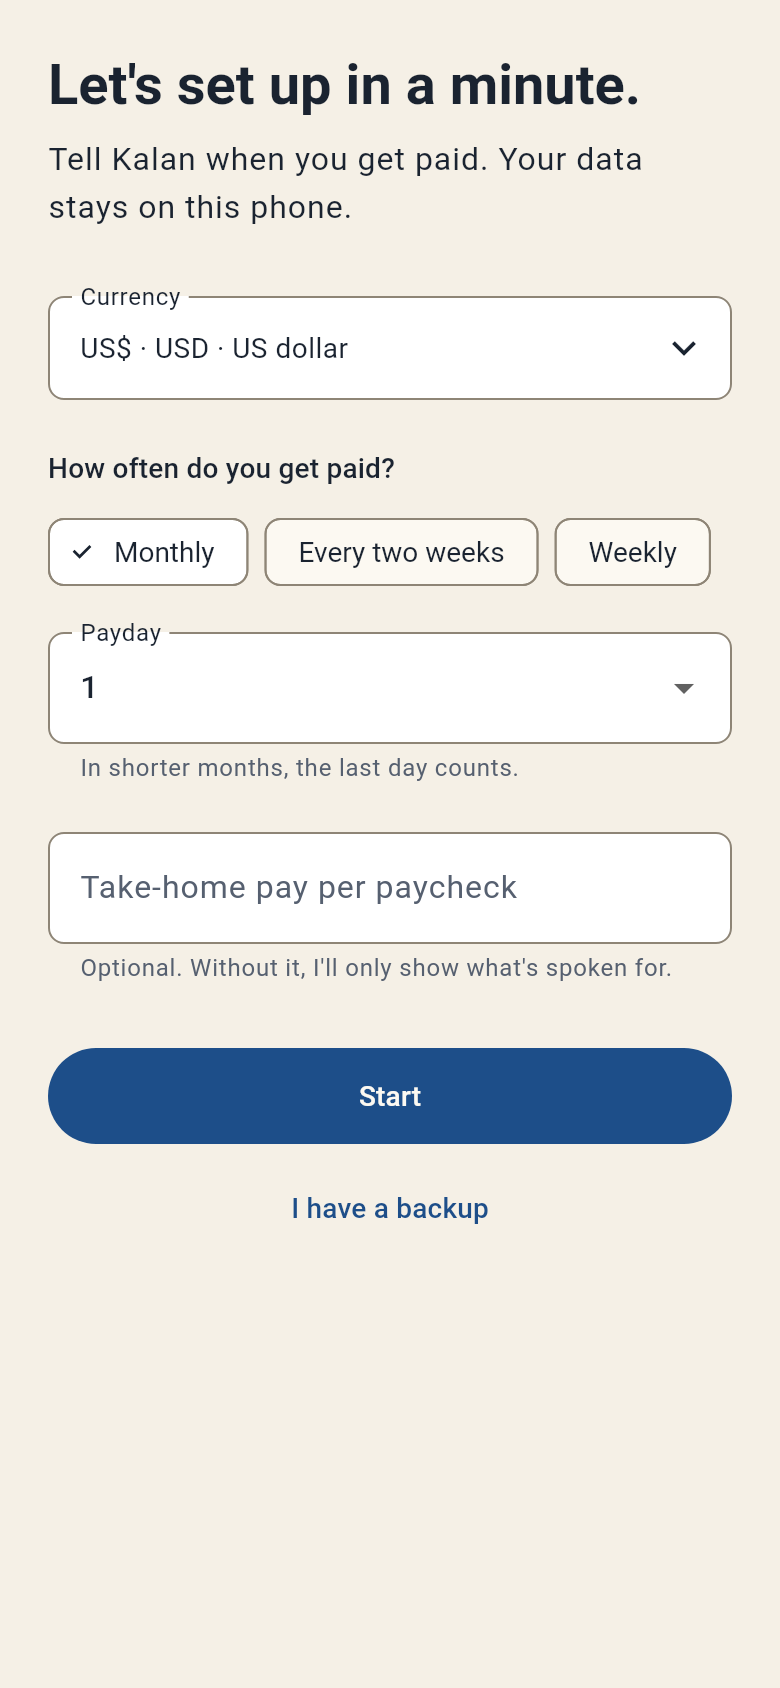 Let's set up in a minute.
Tell Kalan when you get paid. Your data
stays on this phone.
Currency
US$ · USD · US dollar
How often do you get paid?
Monthly
Every two weeks
Weekly
Payday
1
In shorter months, the last day counts.
Take-home pay per paycheck
Optional. Without it, I'll only show what's spoken for.
Start
I have a backup